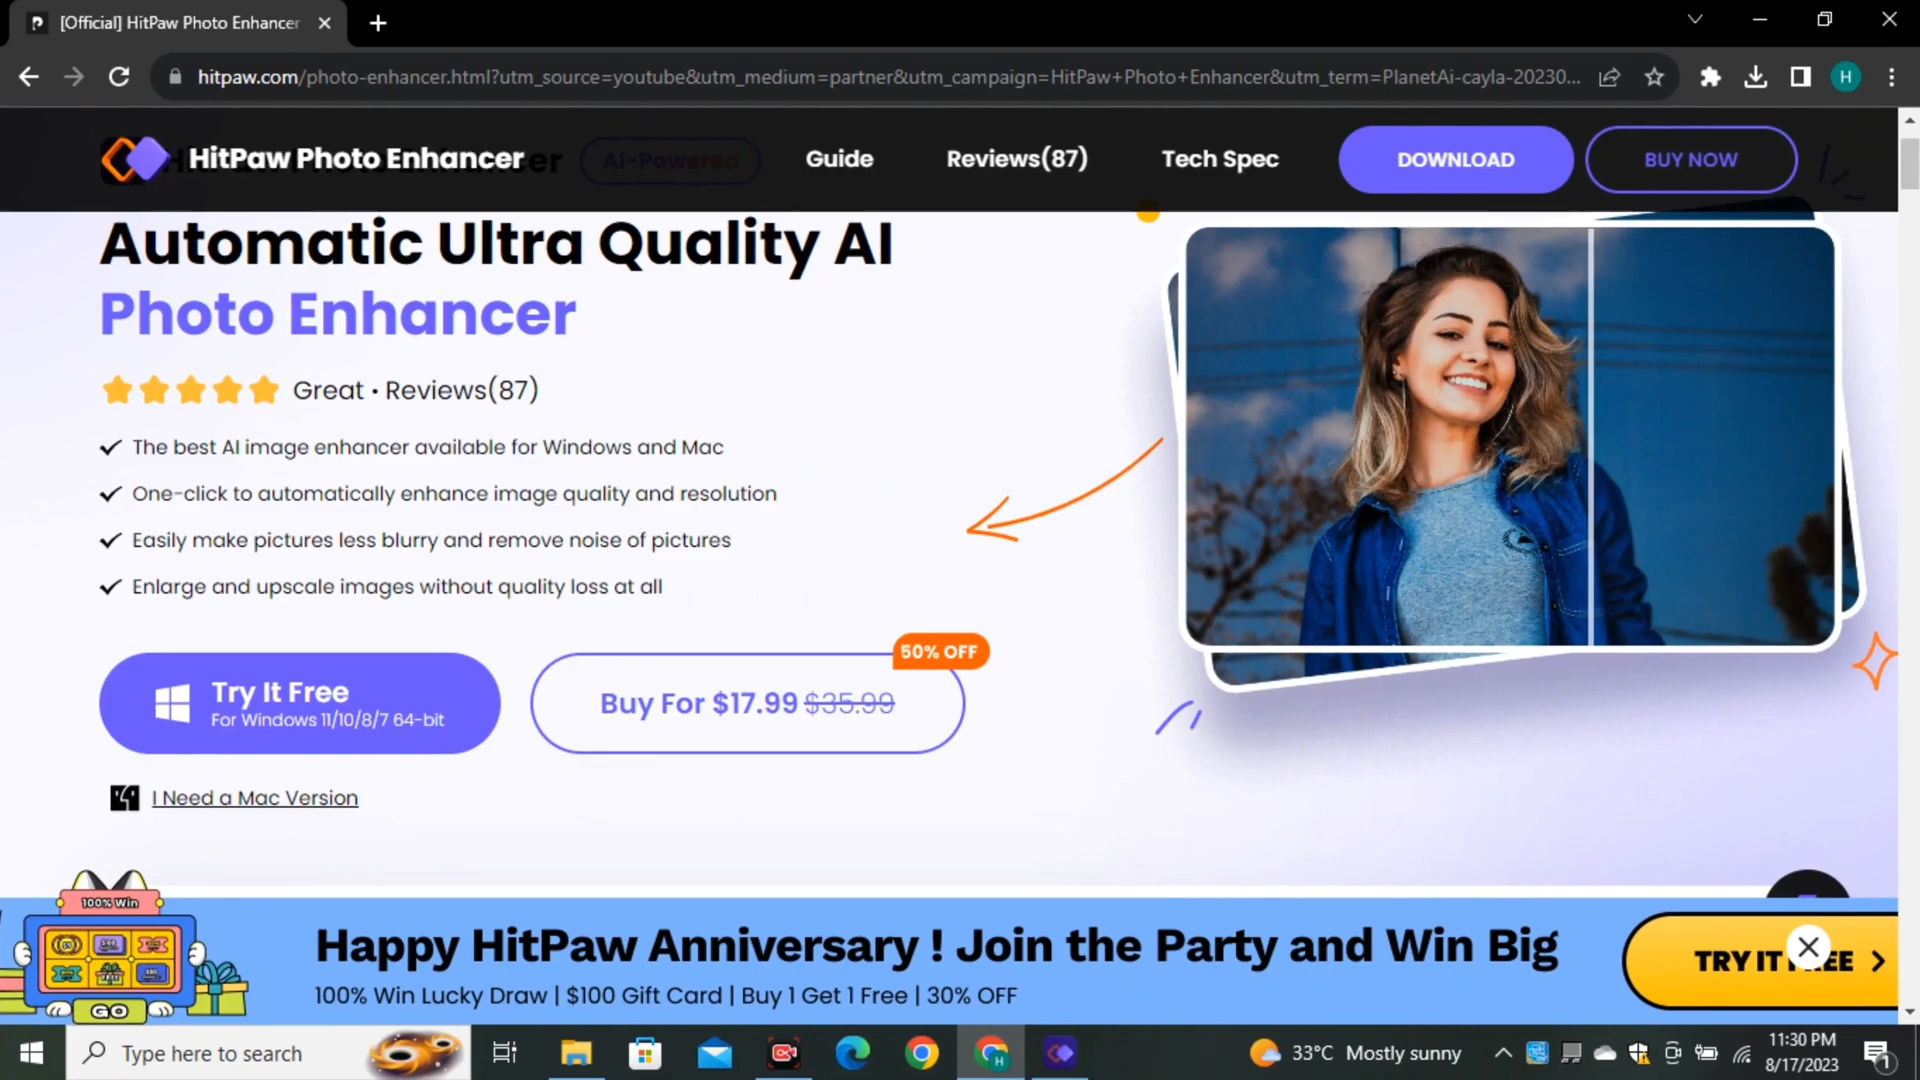 [Official] HitPaw Photo Enhancer
hitpaw.com/photo-enhancer.html?utm_source=youtube&utm_medium=partner&utm_campaign=HitPaw+Photo+Enhancer&utm_term=PlanetAi-cayla-20230...
H
HitPaw Photo Enhancer
AI-Powered
Guide
Reviews(87)
Tech Spec
DOWNLOAD
BUY NOW
Automatic Ultra Quality AI
Photo Enhancer
Great • Reviews(87)
The best AI image enhancer available for Windows and Mac
One-click to automatically enhance image quality and resolution
Easily make pictures less blurry and remove noise of pictures
Enlarge and upscale images without quality loss at all
50% OFF
Try It Free
For Windows 11/10/8/7 64-bit
Buy For $17.99 $35.99
I Need a Mac Version
100% Win
GO
Happy HitPaw Anniversary ! Join the Party and Win Big
100% Win Lucky Draw | $100 Gift Card | Buy 1 Get 1 Free | 30% OFF
TRY IT FREE
Type here to search
H
33°C Mostly sunny
11:30 PM
8/17/2023
1